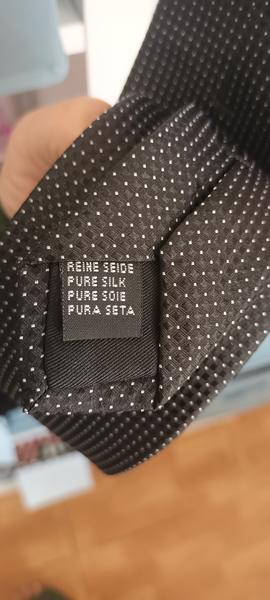 REINE SEIDE
PURE SILK
PURE SOIE
PURA SETA